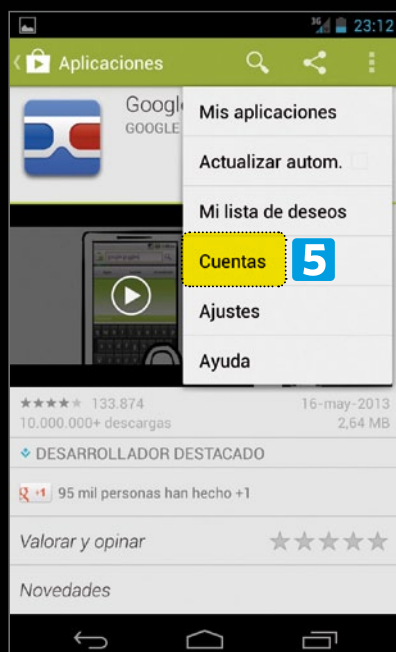 3G 23:12
Aplicaciones
Googl
GOOGLE
Mis aplicaciones
Actualizar autom.
Mi lista de deseos
Cuentas 5
Ajustes
Ayuda
133.874 16-may-2013
10.000.000+ descargas 2,64 MB
DESARROLLADOR DESTACADO
g +1 95 mil personas han hecho +1
Valorar y opinar
Novedades